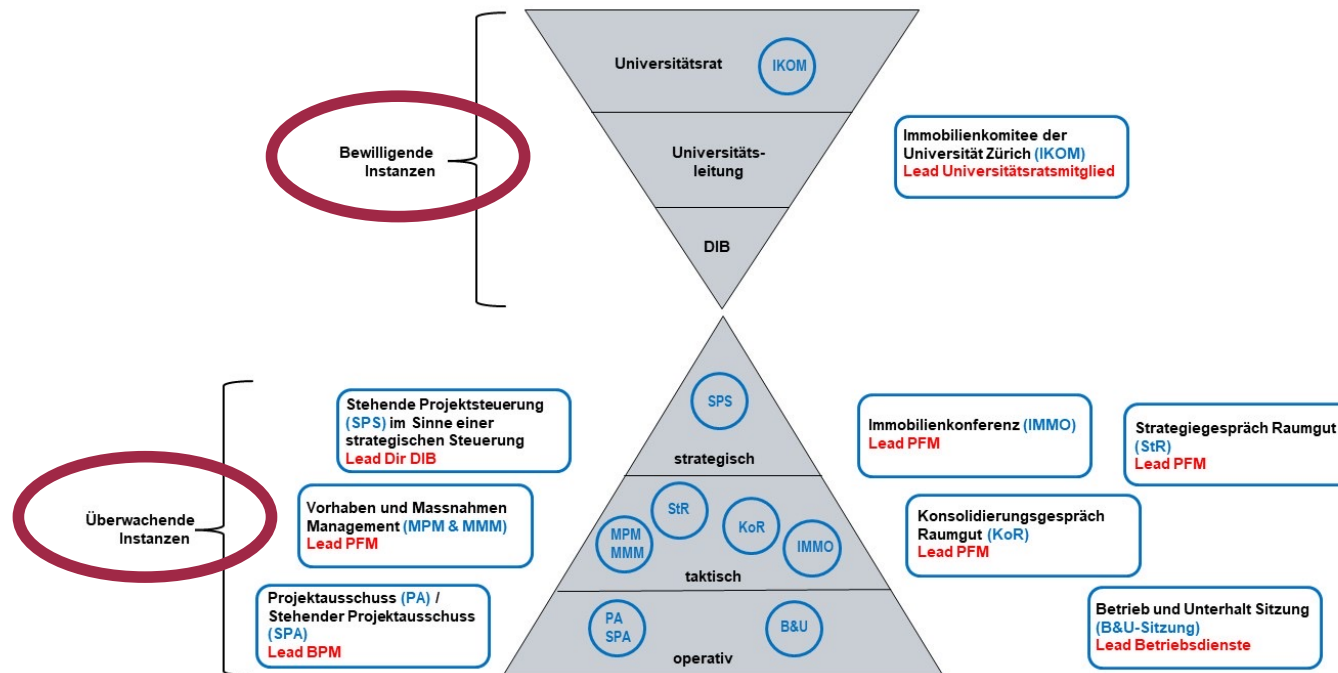 Universitätsrat
IKOM
Bewilligende
Instanzen
Universitäts-
leitung
Immobilienkomitee der
Universität Zürich (IKOM)
Lead Universitätsratsmitglied
DIB
Stehende Projektsteuerung
(SPS) im Sinne einer
strategischen Steuerung
Lead Dir DIB
SPS
strategisch
Immobilienkonferenz (IMMO)
Lead PFM
Strategiegespräch Raumgut
(StR)
Lead PFM
Überwachende
Instanzen
Vorhaben und Massnahmen
Management (MPM & MMM)
Lead PFM
StR
MPM
MMM
KoR
IMMO
taktisch
Konsolidierungsgespräch
Raumgut (KoR)
Lead PFM
Projektausschuss (PA) /
Stehender Projektausschuss
(SPA)
Lead BPM
PA
SPA
B&U
operativ
Betrieb und Unterhalt Sitzung
(B&U-Sitzung)
Lead Betriebsdienste